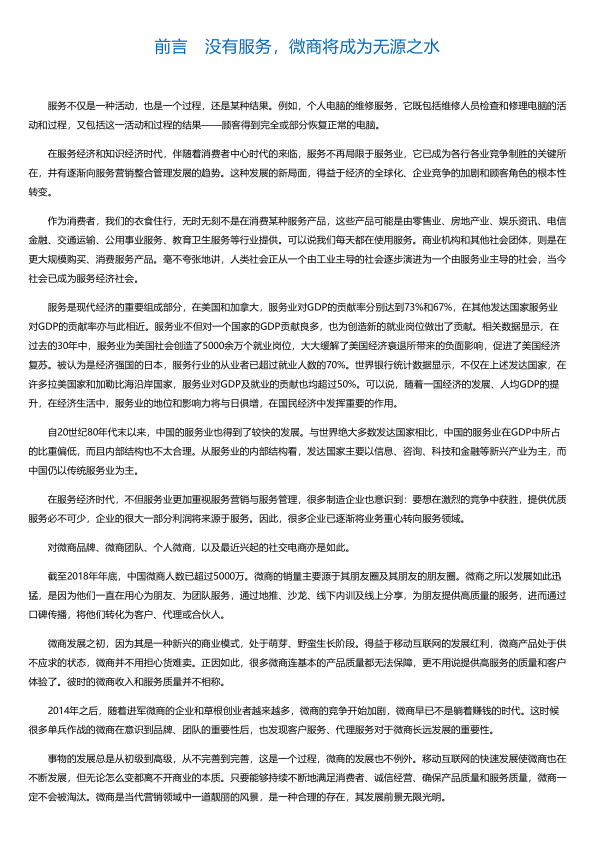 前言　没有服务，微商将成为无源之水
服务不仅是一种活动，也是一个过程，还是某种结果。例如，个人电脑的维修服务，它既包括维修人员检查和修理电脑的活
动和过程，又包括这一活动和过程的结果——顾客得到完全或部分恢复正常的电脑。
在服务经济和知识经济时代，伴随着消费者中心时代的来临，服务不再局限于服务业，它已成为各行各业竞争制胜的关键所
在，并有逐渐向服务营销整合管理发展的趋势。这种发展的新局面，得益于经济的全球化、企业竞争的加剧和顾客角色的根本性
转变。
作为消费者，我们的衣食住行，无时无刻不是在消费某种服务产品，这些产品可能是由零售业、房地产业、娱乐资讯、电信
金融、交通运输、公用事业服务、教育卫生服务等行业提供。可以说我们每天都在使用服务。商业机构和其他社会团体，则是在
更大规模购买、消费服务产品。毫不夸张地讲，人类社会正从一个由工业主导的社会逐步演进为一个由服务业主导的社会，当今
社会已成为服务经济社会。
服务是现代经济的重要组成部分，在美国和加拿大，服务业对GDP的贡献率分别达到73%和67%，在其他发达国家服务业
对GDP的贡献率亦与此相近。服务业不但对一个国家的GDP贡献良多，也为创造新的就业岗位做出了贡献。相关数据显示，在
过去的30年中，服务业为美国社会创造了5000余万个就业岗位，大大缓解了美国经济衰退所带来的负面影响，促进了美国经济
复苏。被认为是经济强国的日本，服务行业的从业者已超过就业人数的70%。世界银行统计数据显示，不仅在上述发达国家，在
许多拉美国家和加勒比海沿岸国家，服务业对GDP及就业的贡献也均超过50%。可以说，随着一国经济的发展、人均GDP的提
升，在经济生活中，服务业的地位和影响力将与日俱增，在国民经济中发挥重要的作用。
自20世纪80年代末以来，中国的服务业也得到了较快的发展。与世界绝大多数发达国家相比，中国的服务业在GDP中所占
的比重偏低，而且内部结构也不太合理。从服务业的内部结构看，发达国家主要以信息、咨询、科技和金融等新兴产业为主，而
中国仍以传统服务业为主。
在服务经济时代，不但服务业更加重视服务营销与服务管理，很多制造企业也意识到：要想在激烈的竞争中获胜，提供优质
服务必不可少，企业的很大一部分利润将来源于服务。因此，很多企业已逐渐将业务重心转向服务领域。
对微商品牌、微商团队、个人微商，以及最近兴起的社交电商亦是如此。
截至2018年年底，中国微商人数已超过5000万。微商的销量主要源于其朋友圈及其朋友的朋友圈。微商之所以发展如此迅
猛，是因为他们一直在用心为朋友、为团队服务，通过地推、沙龙、线下内训及线上分享，为朋友提供高质量的服务，进而通过
口碑传播，将他们转化为客户、代理或合伙人。
微商发展之初，因为其是一种新兴的商业模式，处于萌芽、野蛮生长阶段。得益于移动互联网的发展红利，微商产品处于供
不应求的状态，微商并不用担心货难卖。正因如此，很多微商连基本的产品质量都无法保障，更不用说提供高服务的质量和客户
体验了。彼时的微商收入和服务质量并不相称。
2014年之后，随着进军微商的企业和草根创业者越来越多，微商的竞争开始加剧，微商早已不是躺着赚钱的时代。这时候
很多单兵作战的微商在意识到品牌、团队的重要性后，也发现客户服务、代理服务对于微商长远发展的重要性。
事物的发展总是从初级到高级，从不完善到完善，这是一个过程，微商的发展也不例外。移动互联网的快速发展使微商也在
不断发展，但无论怎么变都离不开商业的本质。只要能够持续不断地满足消费者、诚信经营、确保产品质量和服务质量，微商一
定不会被淘汰。微商是当代营销领域中一道靓丽的风景，是一种合理的存在，其发展前景无限光明。